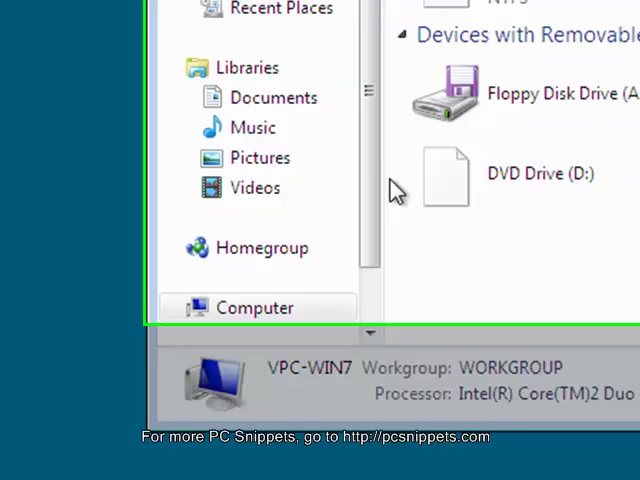 Recent Places
Devices with Removable
Libraries
Documents
Floppy Disk Drive (A
Music
Pictures
DVD Drive (D:)
Videos
Homegroup
Computer
VPC-WIN7 Workgroup: WORKGROUP
Processor: Intel(R) Core(TM)2 Duo
For more PC Snippets, go to http://pcsnippets.com